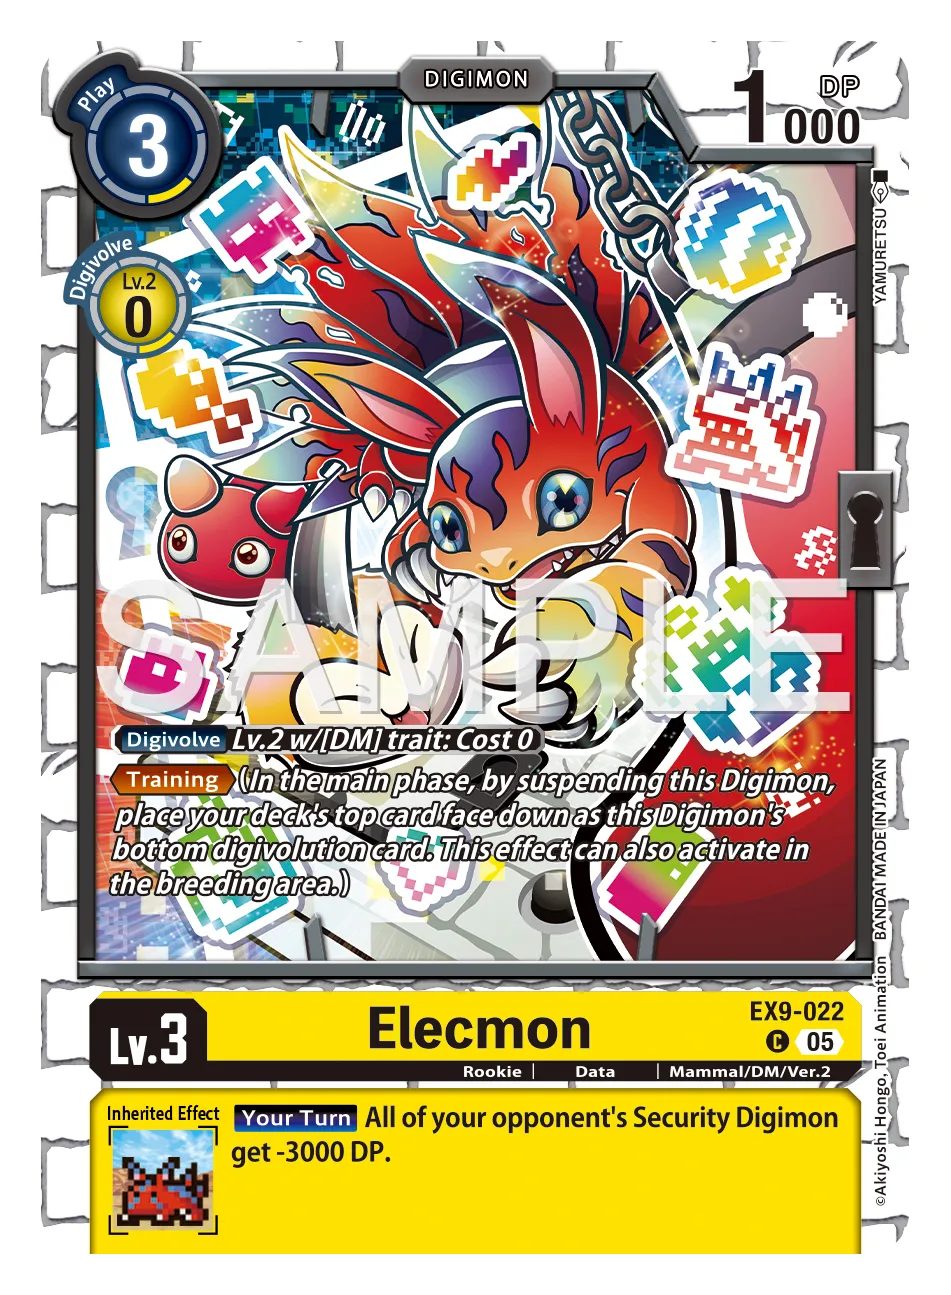 DIGIMON
Play
3
1000
DP
Digivolve
Lv.2
0
YAMURETSU
SAMPLE
Digivolve Lv.2 w/[DM] trait: Cost 0
Training (In the main phase, by suspending this Digimon,
place your deck's top card face down as this Digimon's
bottom digivolution card. This effect can also activate in
the breeding area.)
Lv.3
Elecmon
EX9-022
C 05
Rookie | Data | Mammal/DM/Ver.2
Inherited Effect
Your Turn All of your opponent's Security Digimon
get -3000 DP.
©Akiyoshi Hongo, Toei Animation BANDAI MADE IN JAPAN